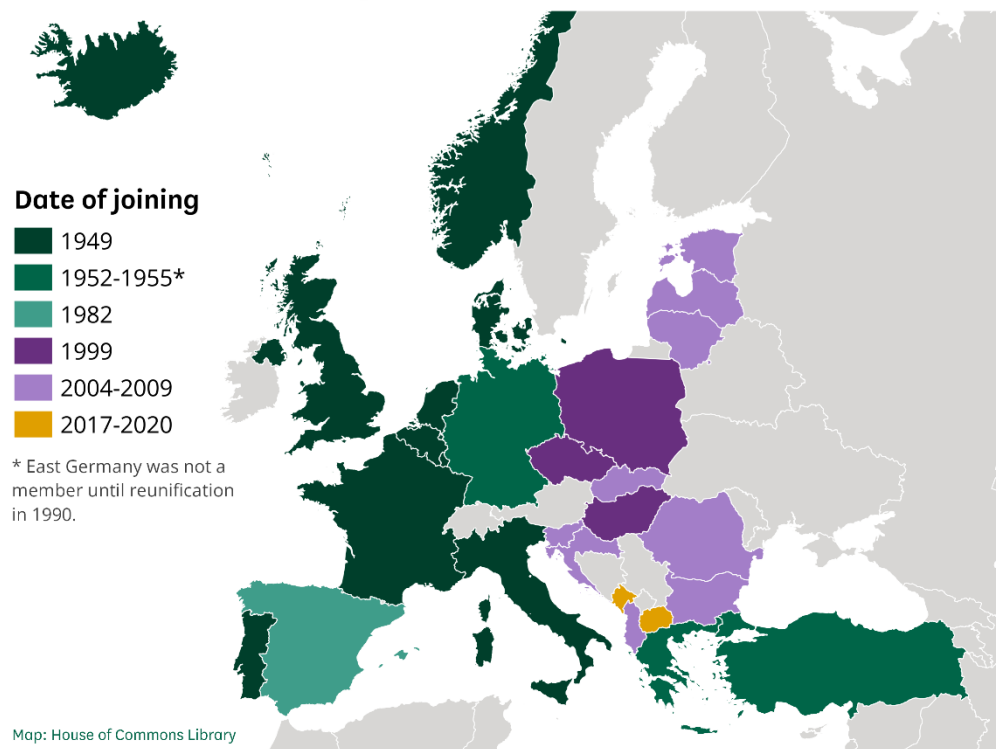 Date of joining
1949
1952-1955*
1982
1999
2004-2009
2017-2020
* East Germany was not a
member until reunification
in 1990.
Map: House of Commons Library